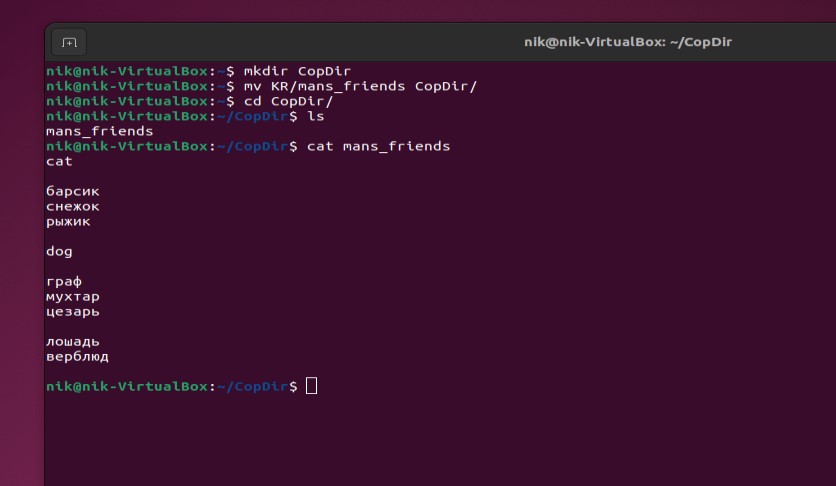 nik@nik-VirtualBox: ~/CopDir
nik@nik-VirtualBox:~$ mkdir CopDir
nik@nik-VirtualBox:~$ mv KR/mans_friends CopDir/
nik@nik-VirtualBox:~$ cd CopDir/
nik@nik-VirtualBox:~/CopDir$ ls
mans_friends
nik@nik-VirtualBox:~/CopDir$ cat mans_friends
cat
барсик
снежок
рыжик
dog
граф
мухтар
цезарь
лошадь
верблюд
nik@nik-VirtualBox:~/CopDir$